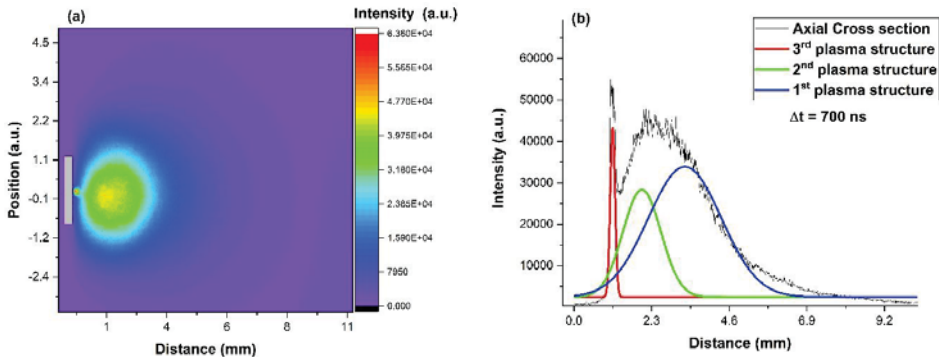 (a)
Intensity (a.u.)
4.5
3.4
2.2
1.1
-0.1
-1.2
-2.4
Position (a.u.)
1
4
6
8
11
Distance (mm)
6.380E+04
5.565E+04
4.770E+04
3.975E+04
3.180E+04
2.385E+04
1.590E+04
7950
0.000
(b)
Axial Cross section
3rd plasma structure
2nd plasma structure
1st plasma structure
Δt = 700 ns
60000
50000
40000
30000
20000
10000
Intensity (a.u.)
0.0
2.3
4.6
6.9
9.2
Distance (mm)